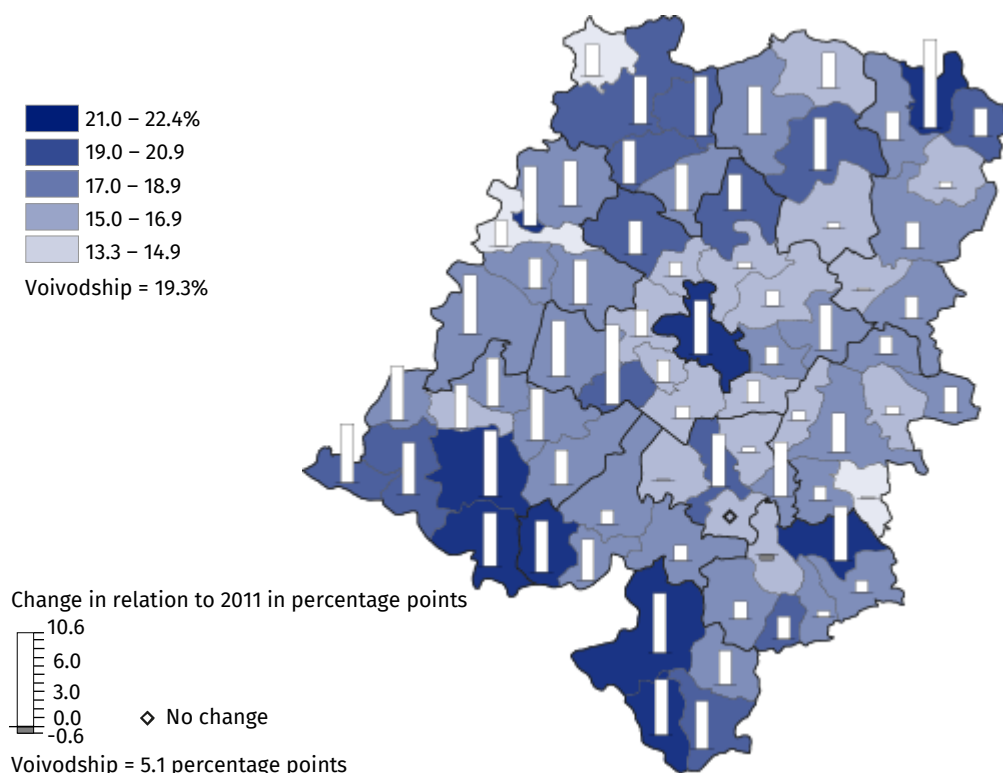 21.0 – 22.4%
19.0 – 20.9
17.0 – 18.9
15.0 – 16.9
13.3 – 14.9
Voivodship = 19.3%
Change in relation to 2011 in percentage points
10.6
6.0
3.0
0.0
-0.6
No change
Voivodship = 5.1 percentage points